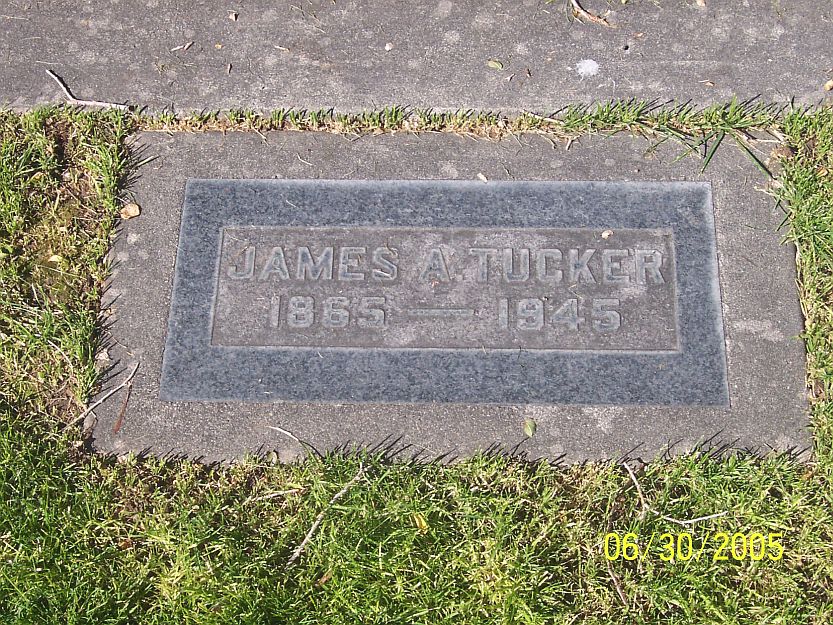 JAMES A. TUCKER
1865 — 1945
06/30/2005